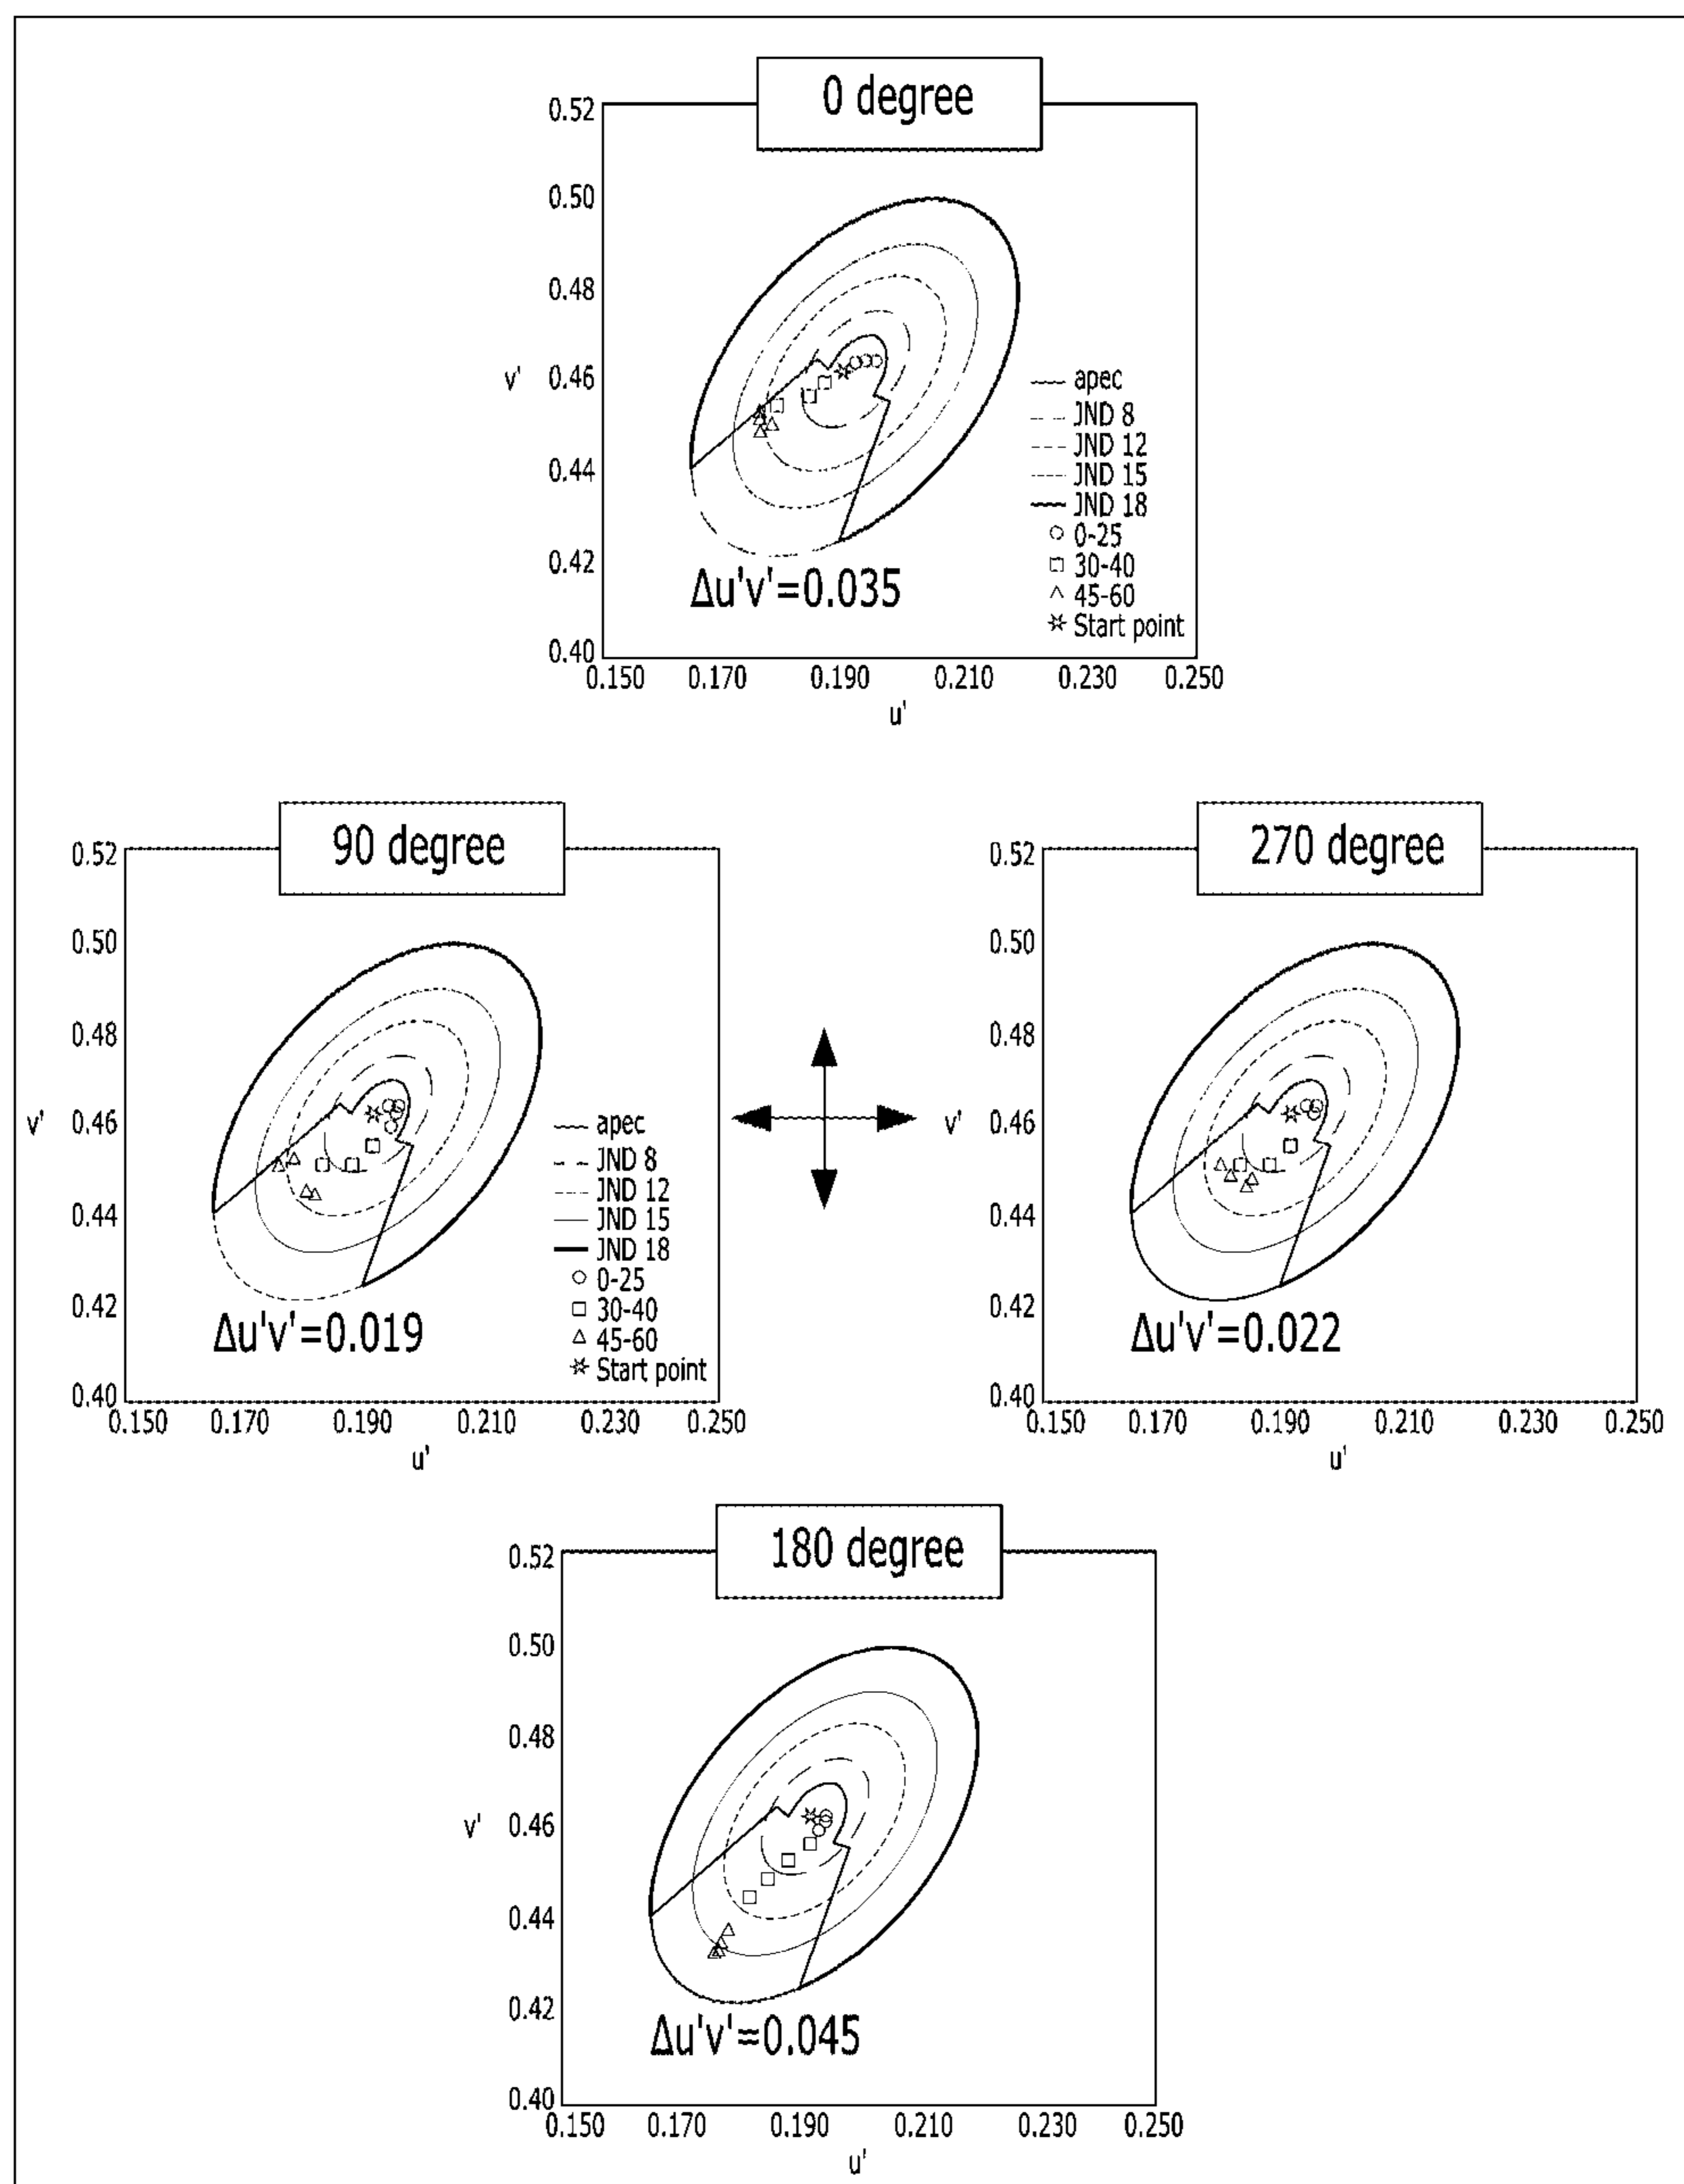 0 degree
0.52
0.50
0.48
v' 0.46
0.44
0.42
0.40
apec
JND 8
JND 12
JND 15
JND 18
0-25
30-40
45-60
Start point
Δu'v'=0.035
0.150 0.170 0.190 0.210 0.230 0.250
u'
90 degree
0.52
0.50
0.48
v' 0.46
0.44
0.42
0.40
apec
JND 8
JND 12
JND 15
JND 18
0-25
30-40
45-60
Start point
Δu'v'=0.019
0.150 0.170 0.190 0.210 0.230 0.250
u'
270 degree
0.52
0.50
0.48
v' 0.46
0.44
0.42
0.40
Δu'v'=0.022
0.150 0.170 0.190 0.210 0.230 0.250
u'
180 degree
0.52
0.50
0.48
v' 0.46
0.44
0.42
0.40
Δu'v'=0.045
0.150 0.170 0.190 0.210 0.230 0.250
u'